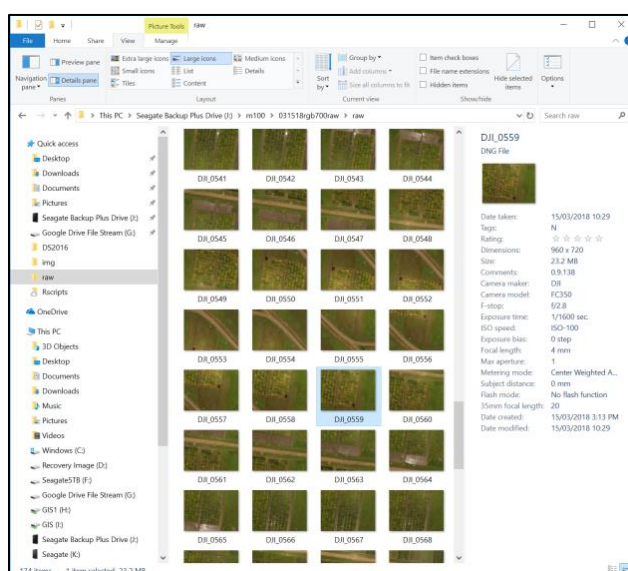 Picture Tools raw
File Home Share View Manage
Navigation pane
Preview pane
Details pane
Panes
Extra large icons Large icons Medium icons
Small icons List Details
Tiles Content
Layout
Sort by
Group by
Add columns
Size all columns to fit
Current view
Item check boxes
File name extensions
Hidden items
Hide selected items
Show/hide
Options
This PC > Seagate Backup Plus Drive (J:) > m100 > 031518rgb700raw > raw
Search raw
Quick access
Desktop
Downloads
Documents
Pictures
Seagate Backup Plus Drive (J:)
Google Drive File Stream (G:)
DS2016
img
raw
Rscripts
OneDrive
This PC
3D Objects
Desktop
Documents
Downloads
Music
Pictures
Videos
Windows (C:)
Recovery Image (D:)
Seagate5TB (F:)
Google Drive File Stream (G:)
GIS1 (H:)
GIS (I:)
Seagate Backup Plus Drive (J:)
Seagate (K:)
DJI_0541 DJI_0542 DJI_0543 DJI_0544
DJI_0545 DJI_0546 DJI_0547 DJI_0548
DJI_0549 DJI_0550 DJI_0551 DJI_0552
DJI_0553 DJI_0554 DJI_0555 DJI_0556
DJI_0557 DJI_0558 DJI_0559 DJI_0560
DJI_0561 DJI_0562 DJI_0563 DJI_0564
DJI_0565 DJI_0566 DJI_0567 DJI_0568
DJI_0559
DNG File
Date taken: 15/03/2018 10:29
Tags: N
Rating:
Dimensions: 960 x 720
Size: 23.2 MB
Comments: 0.9.138
Camera maker: DJI
Camera model: FC350
F-stop: f/2.8
Exposure time: 1/1600 sec.
ISO speed: ISO-100
Exposure bias: 0 step
Focal length: 4 mm
Max aperture: 1
Metering mode: Center Weighted A...
Subject distance: 0 mm
Flash mode: No flash function
35mm focal length: 20
Date created: 15/03/2018 3:13 PM
Date modified: 15/03/2018 10:29
174 items 1 item selected 23.2 MB